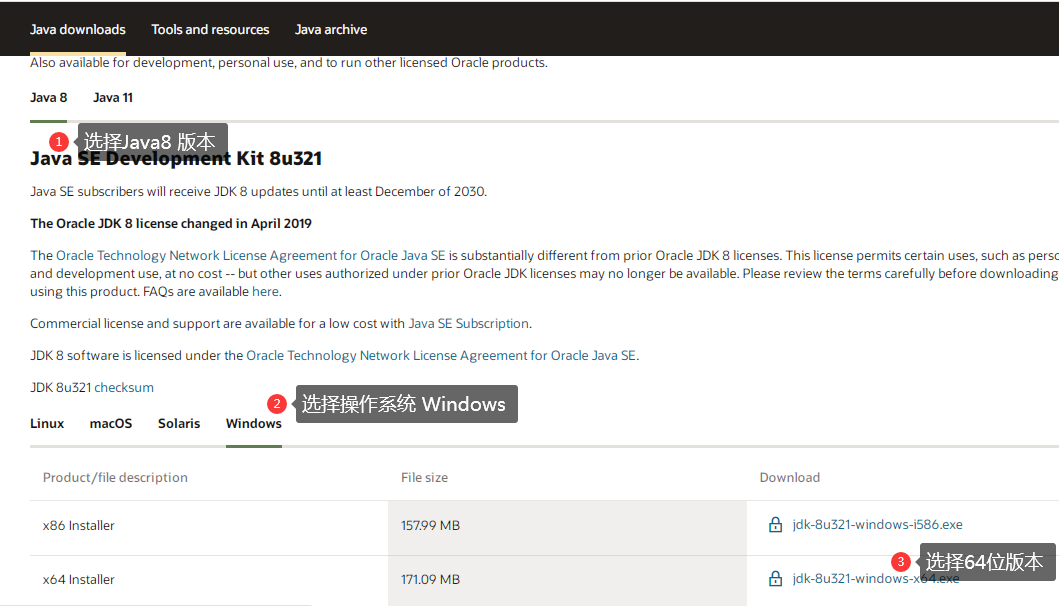 Java downloads Tools and resources Java archive
Also available for development, personal use, and to run other licensed Oracle products.
Java 8 Java 11
1 选择Java8 版本
Java SE Development Kit 8u321
Java SE subscribers will receive JDK 8 updates until at least December of 2030.
The Oracle JDK 8 license changed in April 2019
The Oracle Technology Network License Agreement for Oracle Java SE is substantially different from prior Oracle JDK 8 licenses. This license permits certain uses, such as perso
and development use, at no cost -- but other uses authorized under prior Oracle JDK licenses may no longer be available. Please review the terms carefully before downloading
using this product. FAQs are available here.
Commercial license and support are available for a low cost with Java SE Subscription.
JDK 8 software is licensed under the Oracle Technology Network License Agreement for Oracle Java SE.
JDK 8u321 checksum
2 选择操作系统 Windows
Linux macOS Solaris Windows
Product/file description File size Download
x86 Installer 157.99 MB jdk-8u321-windows-i586.exe
3 选择64位版本
x64 Installer 171.09 MB jdk-8u321-windows-x64.exe